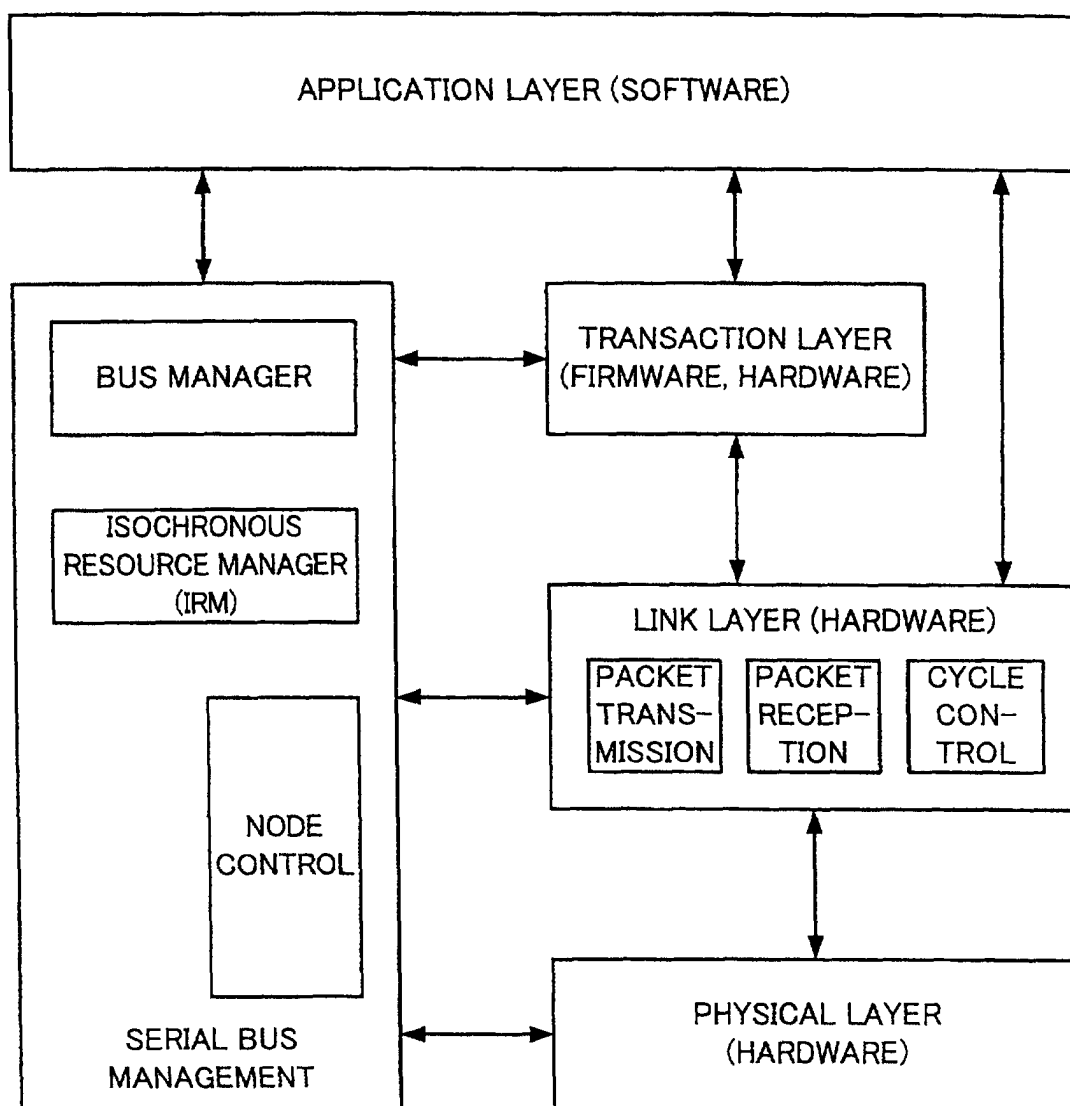 APPLICATION LAYER (SOFTWARE)
BUS MANAGER
TRANSACTION LAYER
(FIRMWARE, HARDWARE)
ISOCHRONOUS
RESOURCE MANAGER
(IRM)
LINK LAYER (HARDWARE)
PACKET
TRANS-
MISSION
PACKET
RECEP-
TION
CYCLE
CON-
TROL
NODE
CONTROL
SERIAL BUS
MANAGEMENT
PHYSICAL LAYER
(HARDWARE)